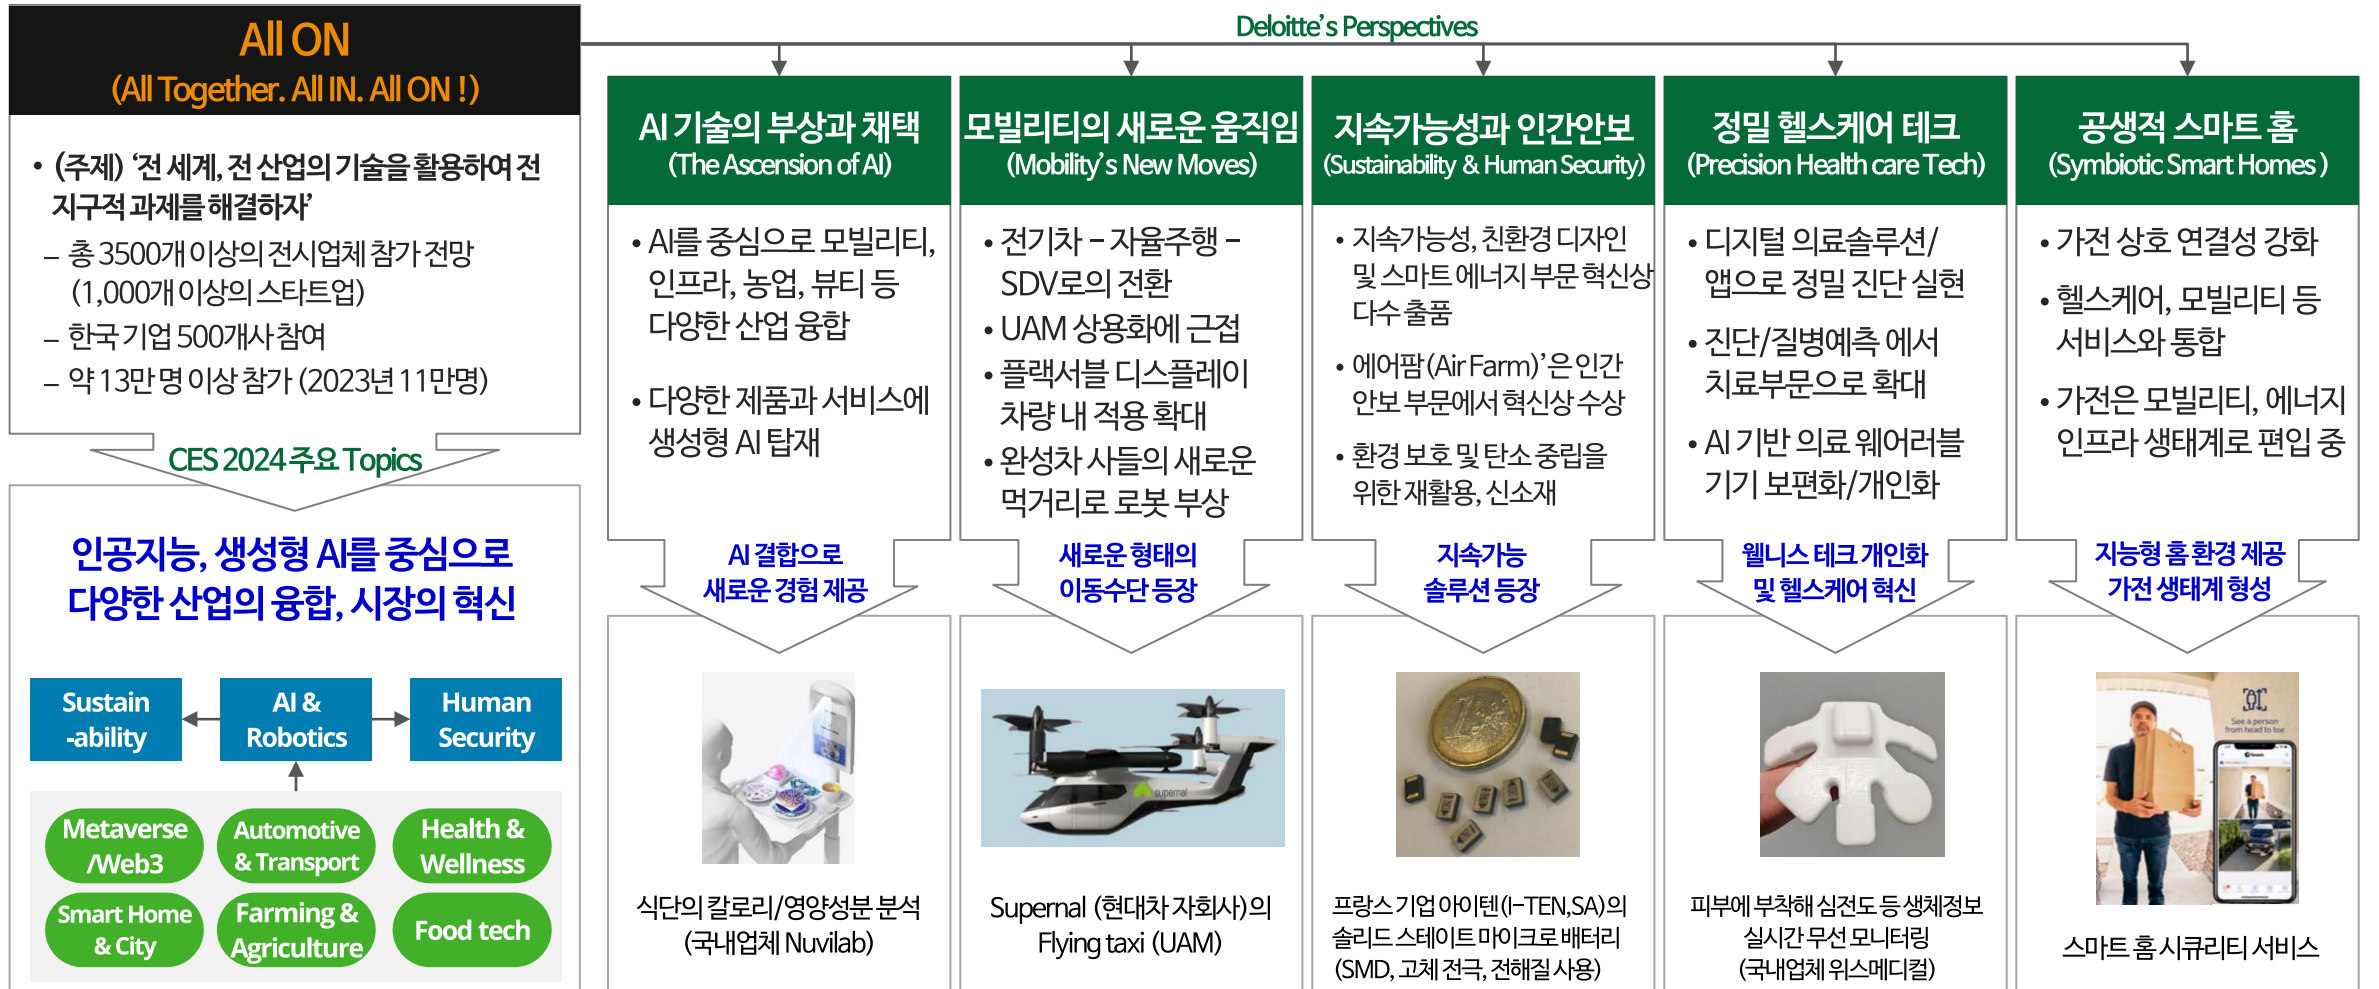 All ON
(All Together. All IN. All ON !)
• (주제) ‘전 세계, 전 산업의 기술을 활용하여 전
지구적 과제를 해결하자’
– 총 3500개 이상의 전시업체 참가 전망
(1,000개 이상의 스타트업)
– 한국 기업 500개사 참여
– 약 13만 명 이상 참가 (2023년 11만명)
CES 2024 주요 Topics
인공지능, 생성형 AI를 중심으로
다양한 산업의 융합, 시장의 혁신
Sustain
-ability
AI &
Robotics
Human
Security
Metaverse
/Web3
Automotive
& Transport
Health &
Wellness
Smart Home
& City
Farming &
Agriculture
Food tech
Deloitte’s Perspectives
AI 기술의 부상과 채택
(The Ascension of AI)
• AI를 중심으로 모빌리티,
인프라, 농업, 뷰티 등
다양한 산업 융합
• 다양한 제품과 서비스에
생성형 AI 탑재
AI 결합으로
새로운 경험 제공
식단의 칼로리/영양성분 분석
(국내업체 Nuvilab)
모빌리티의 새로운 움직임
(Mobility’s New Moves)
• 전기차 – 자율주행 –
SDV로의 전환
• UAM 상용화에 근접
• 플랙서블 디스플레이
차량 내 적용 확대
• 완성차 사들의 새로운
먹거리로 로봇 부상
새로운 형태의
이동수단 등장
supernal
Supernal (현대차 자회사)의
Flying taxi (UAM)
지속가능성과 인간안보
(Sustainability & Human Security)
• 지속가능성, 친환경 디자인
및 스마트 에너지 부문 혁신상
다수 출품
• 에어팜(Air Farm)’은 인간
안보 부문에서 혁신상 수상
• 환경 보호 및 탄소 중립을
위한 재활용, 신소재
지속가능
솔루션 등장
프랑스 기업 아이텐(I-TEN,SA)의
솔리드 스테이트 마이크로 배터리
(SMD, 고체 전극, 전해질 사용)
정밀 헬스케어 테크
(Precision Health care Tech)
• 디지털 의료솔루션/
앱으로 정밀 진단 실현
• 진단/질병예측 에서
치료부문으로 확대
• AI 기반 의료 웨어러블
기기 보편화/개인화
웰니스 테크 개인화
및 헬스케어 혁신
피부에 부착해 심전도 등 생체정보
실시간 무선 모니터링
(국내업체 위스메디컬)
공생적 스마트 홈
(Symbiotic Smart Homes )
• 가전 상호 연결성 강화
• 헬스케어, 모빌리티 등
서비스와 통합
• 가전은 모빌리티, 에너지
인프라 생태계로 편입 중
지능형 홈 환경 제공
가전 생태계 형성
See a person
from head to toe
스마트 홈 시큐리티 서비스